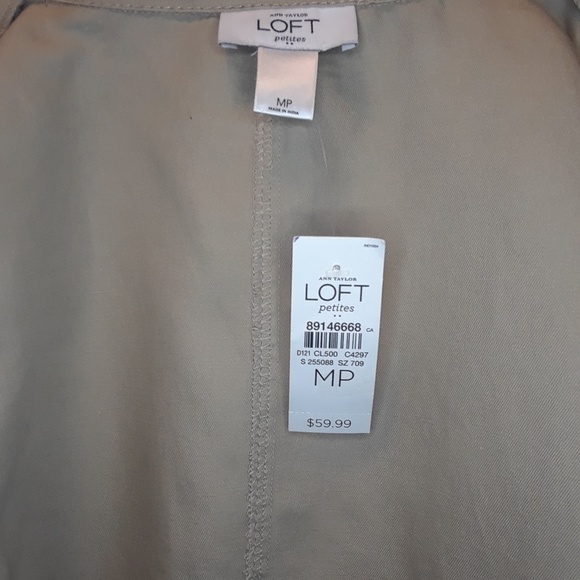 ANN TAYLOR
LOFT
petites
MP
MADE IN INDIA
ANN TAYLOR
LOFT
petites
89146668 CA
D121 CL500 C4297
S 255088 SZ 709
MP
$59.99